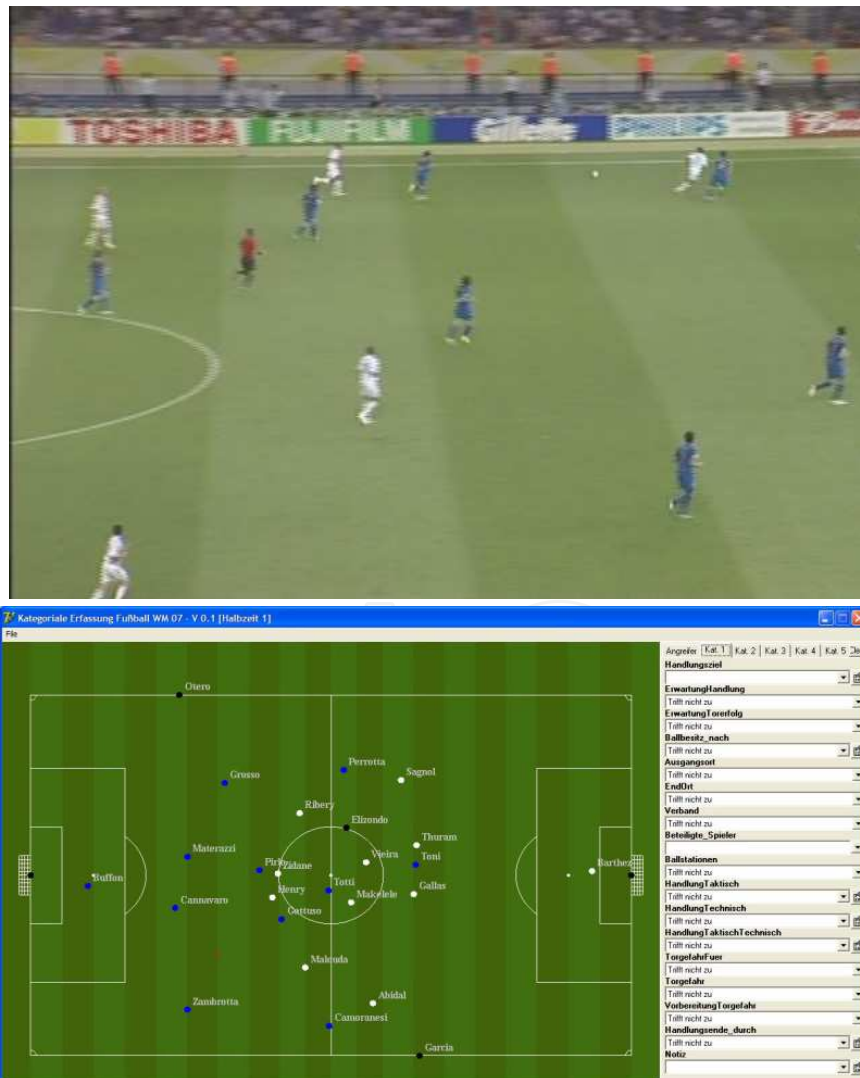 TOSHIBA FUJIFILM Gillette PHILIPS
Kategoriale Erfassung Fußball WM 07 - V 0.1 [Halbzeit 1]
File
Otero
Grosso
Perrotta
Sagnol
Ribery
Elizondo
Thuram
Materazzi
Vieira
Toni
Zidane
Barthez
Buffon
Henry
Totti
Gallas
Cannavaro
Makelele
Gattuso
Malouda
Zambrotta
Abidal
Camoranesi
Garcia
Angreifer Kat. 1 Kat. 2 Kat. 3 Kat. 4 Kat. 5
Handlungsziel
ErwartungHandlung
Trifft nicht zu
ErwartungTorerfolg
Trifft nicht zu
Ballbesitz_nach
Trifft nicht zu
Ausgangsort
Trifft nicht zu
EndOrt
Trifft nicht zu
Verband
Trifft nicht zu
Beteiligte_Spieler
Ballstationen
Trifft nicht zu
HandlungTaktisch
Trifft nicht zu
HandlungTechnisch
Trifft nicht zu
HandlungTaktischTechnisch
Trifft nicht zu
TorgefahrFuer
Trifft nicht zu
Torgefahr
Trifft nicht zu
VorbereitungTorgefahr
Trifft nicht zu
Handlungsende_durch
Trifft nicht zu
Notiz